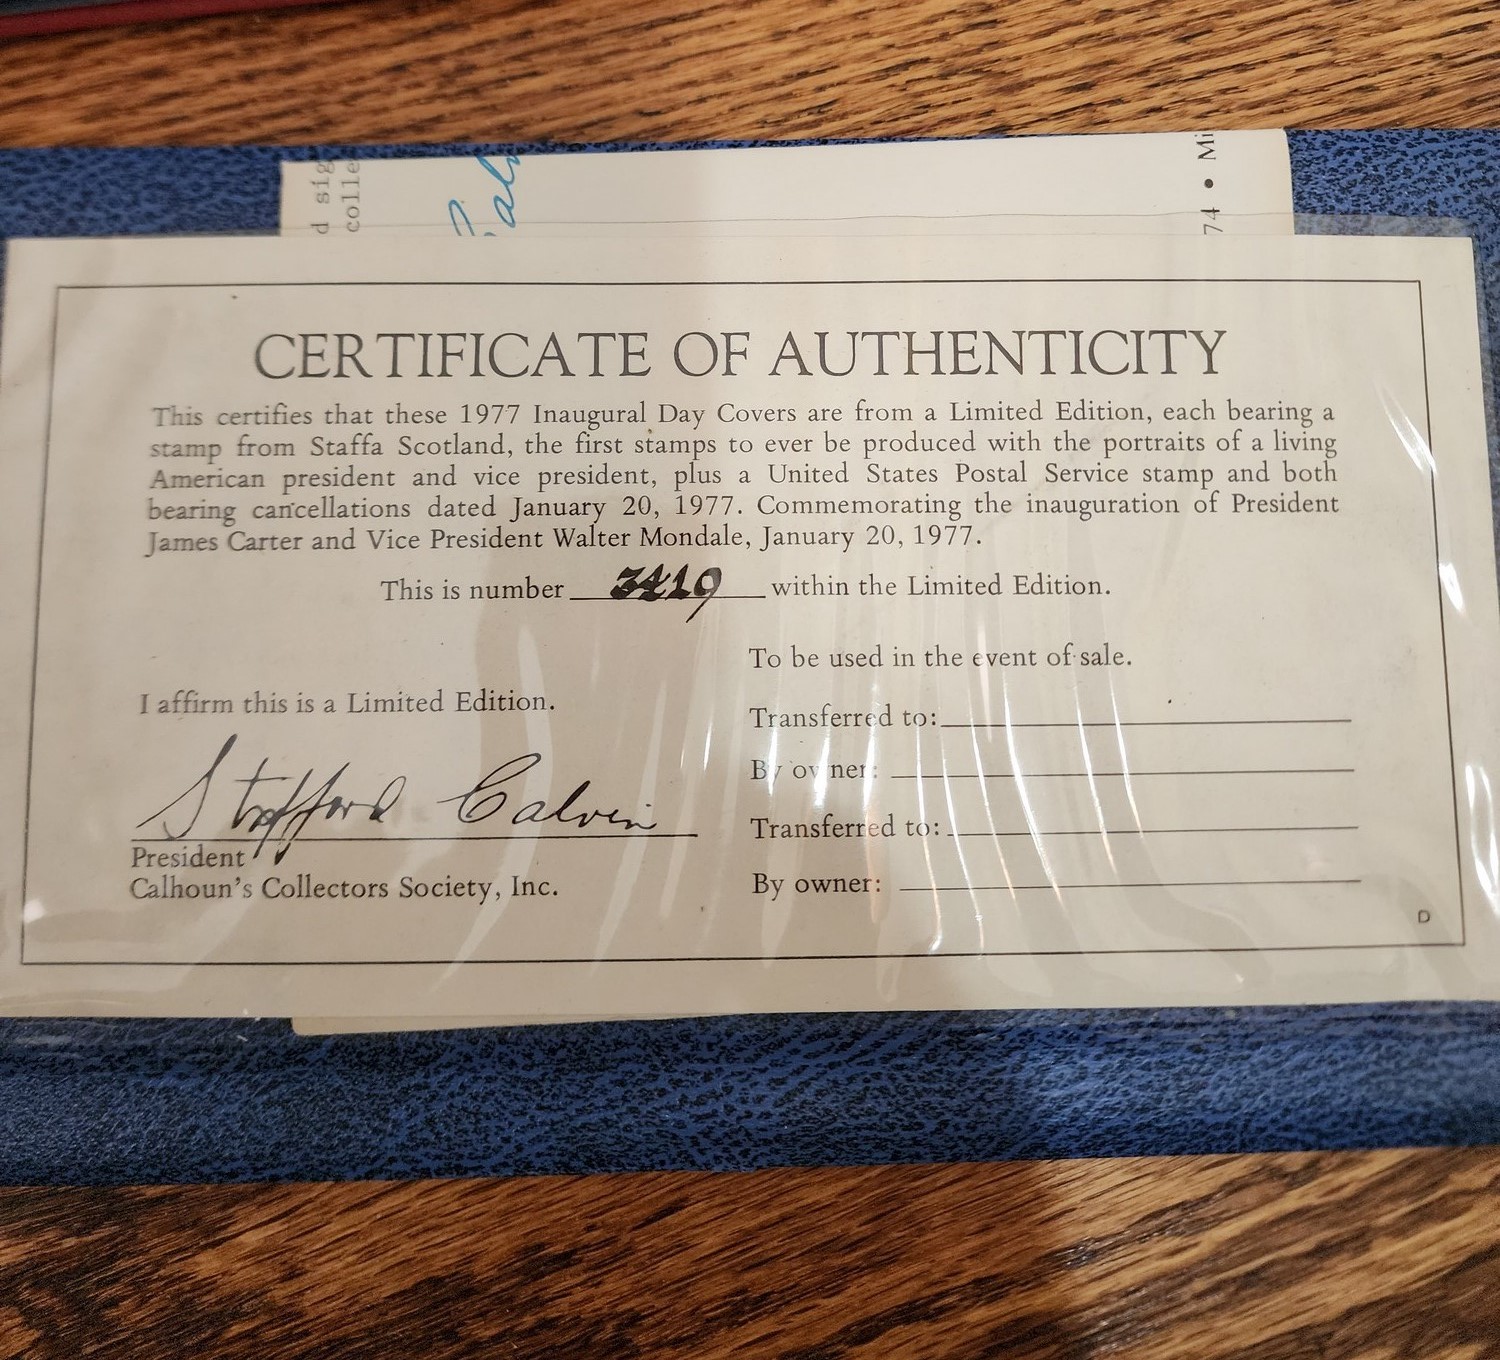 d sig
colle
Calv
74 • Mi
CERTIFICATE OF AUTHENTICITY
This certifies that these 1977 Inaugural Day Covers are from a Limited Edition, each bearing a
stamp from Staffa Scotland, the first stamps to ever be produced with the portraits of a living
American president and vice president, plus a United States Postal Service stamp and both
bearing cancellations dated January 20, 1977. Commemorating the inauguration of President
James Carter and Vice President Walter Mondale, January 20, 1977.
This is number 3419 within the Limited Edition.
I affirm this is a Limited Edition.
Stafford Calvin
President
Calhoun's Collectors Society, Inc.
To be used in the event of sale.
Transferred to:
By owner:
Transferred to:
By owner:
D